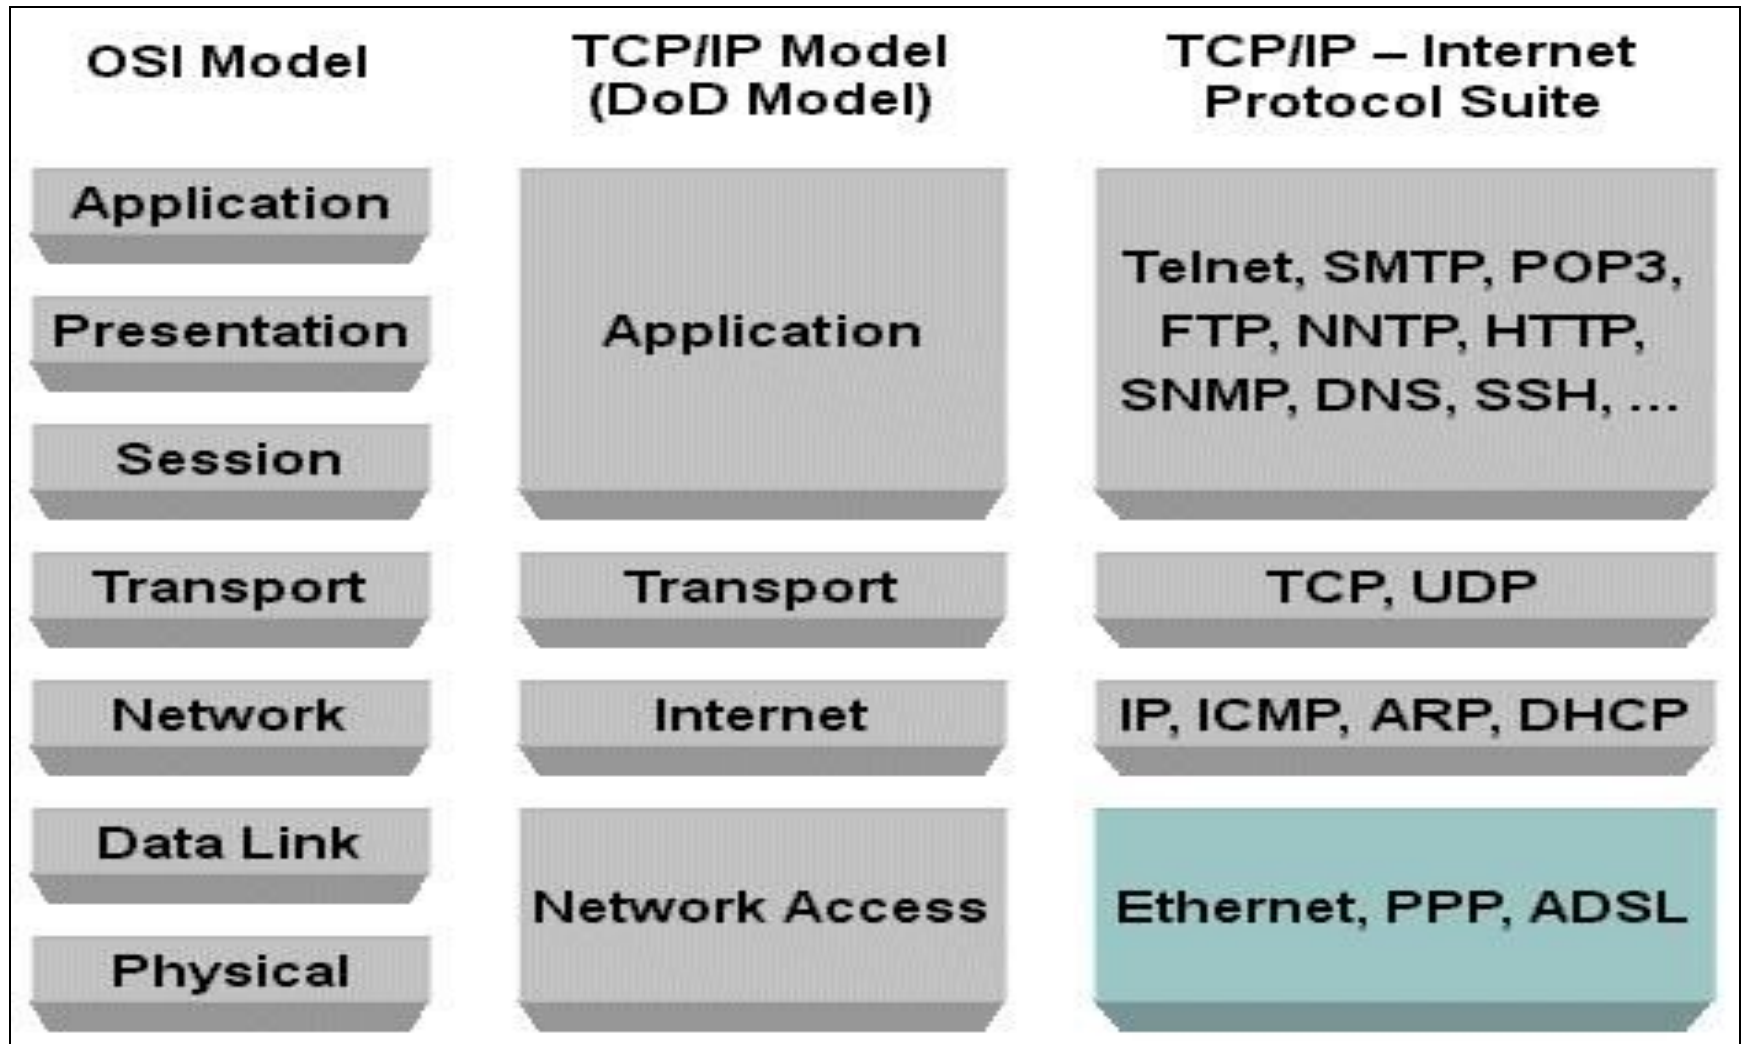 OSI Model
TCP/IP Model
(DoD Model)
TCP/IP – Internet
Protocol Suite
Application
Presentation
Session
Transport
Network
Data Link
Physical
Application
Transport
Internet
Network Access
Telnet, SMTP, POP3,
FTP, NNTP, HTTP,
SNMP, DNS, SSH, ...
TCP, UDP
IP, ICMP, ARP, DHCP
Ethernet, PPP, ADSL